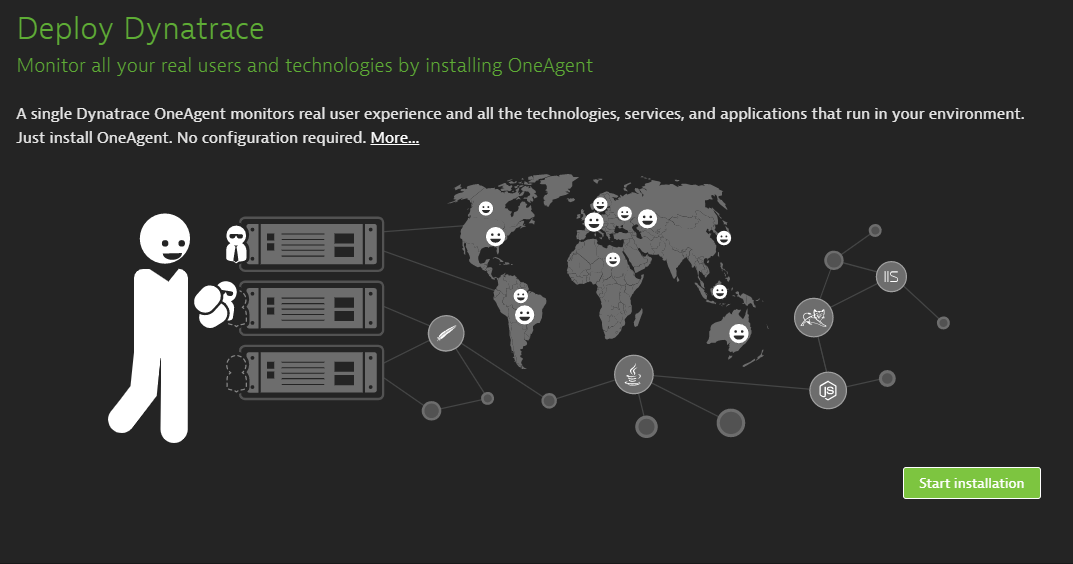 Deploy Dynatrace
Monitor all your real users and technologies by installing OneAgent
A single Dynatrace OneAgent monitors real user experience and all the technologies, services, and applications that run in your environment.
Just install OneAgent. No configuration required. More...
IIS
JS
Start installation